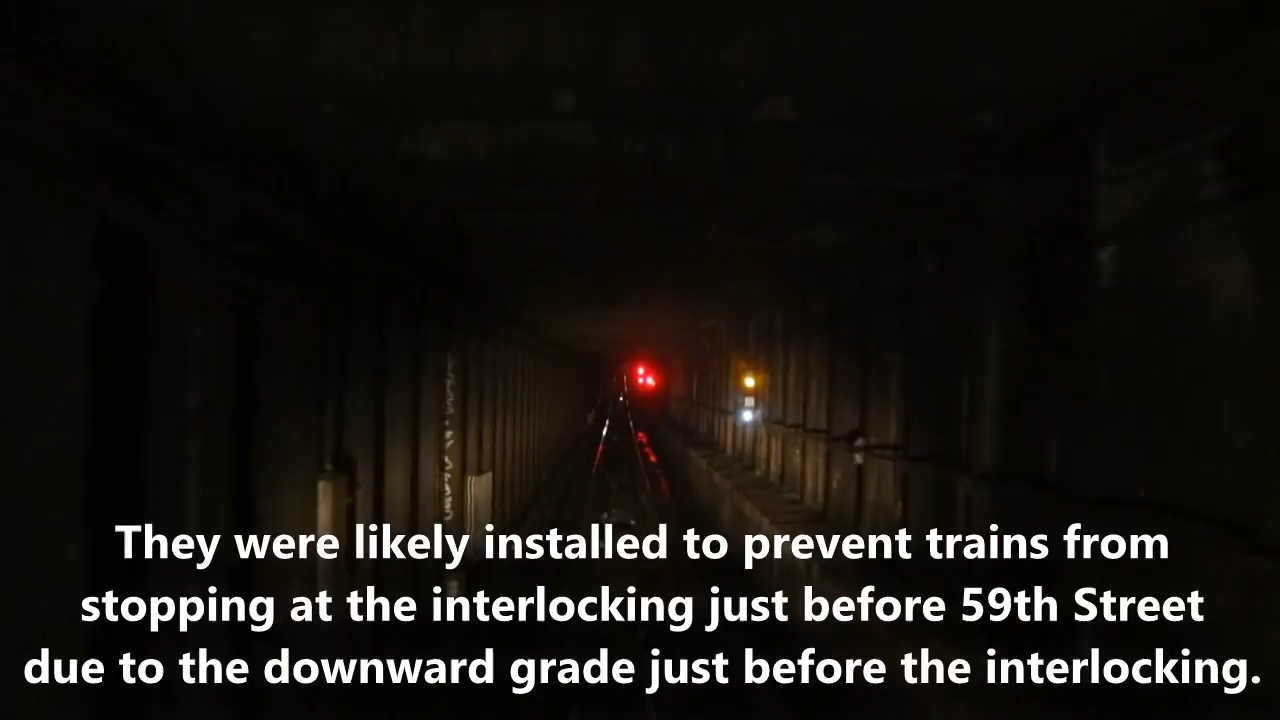 They were likely installed to prevent trains from
stopping at the interlocking just before 59th Street
due to the downward grade just before the interlocking.